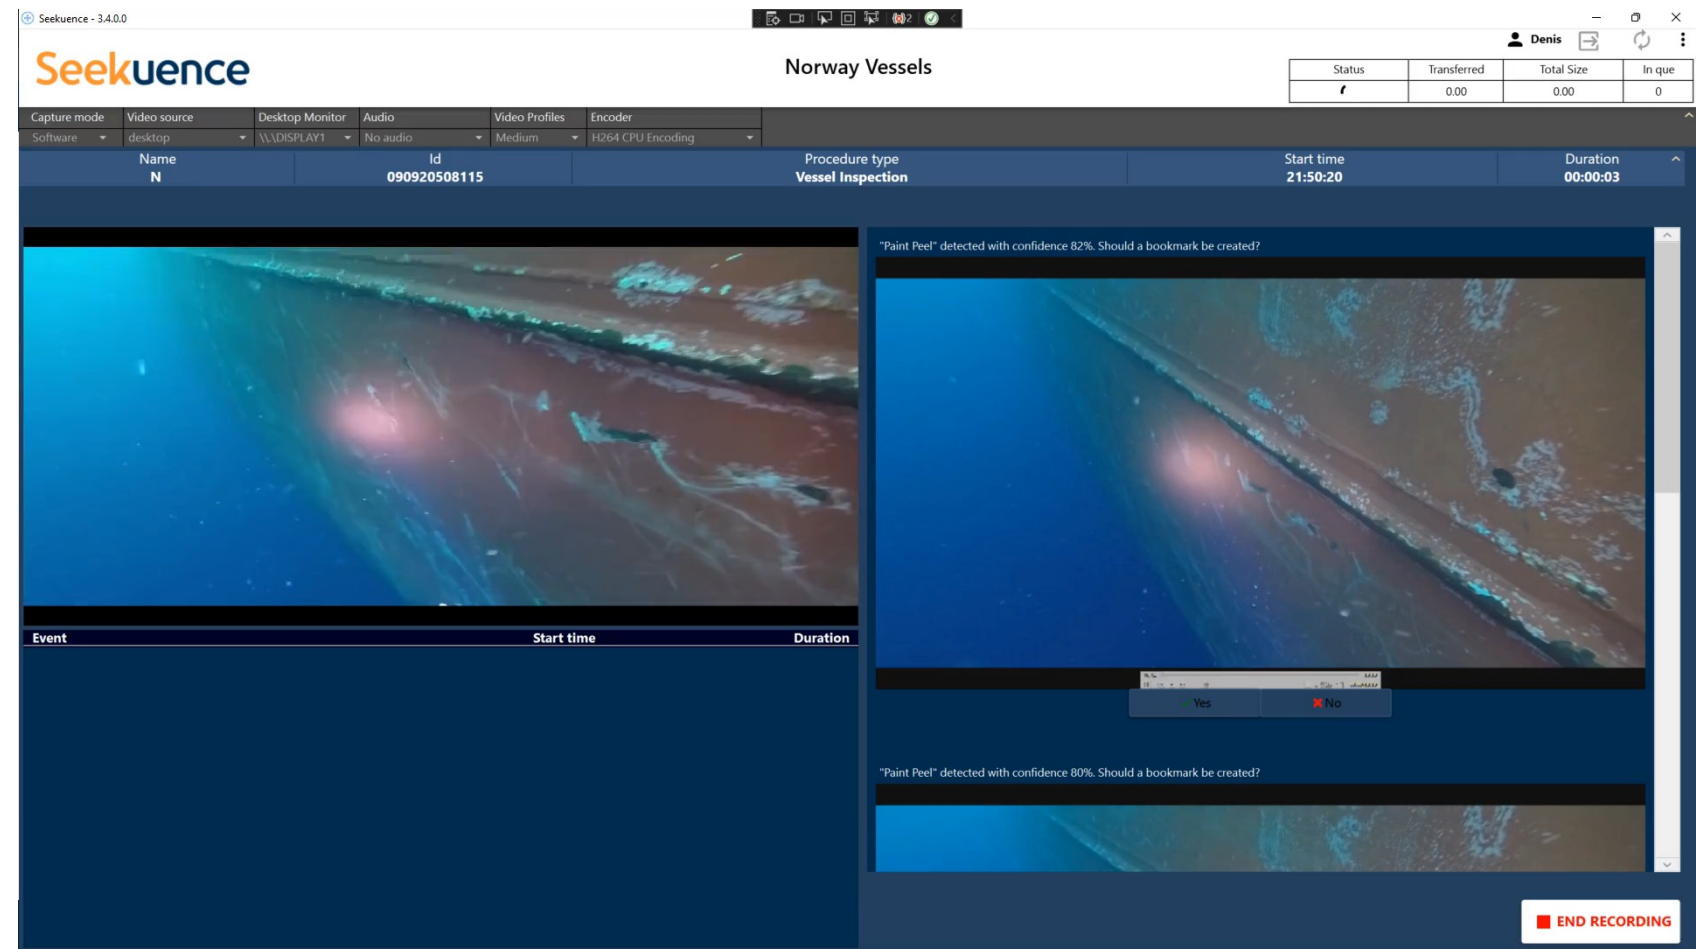 Seekuence - 3.4.0.0
2
Denis
Seekuence
Norway Vessels
Status Transferred Total Size In que
0.00 0.00 0
Capture mode Video source Desktop Monitor Audio Video Profiles Encoder
Software desktop \\.\DISPLAY1 No audio Medium H264 CPU Encoding
Name Id Procedure type Start time Duration
N 090920508115 Vessel Inspection 21:50:20 00:00:03
"Paint Peel" detected with confidence 82%. Should a bookmark be created?
Yes No
Event Start time Duration
"Paint Peel" detected with confidence 80%. Should a bookmark be created?
END RECORDING